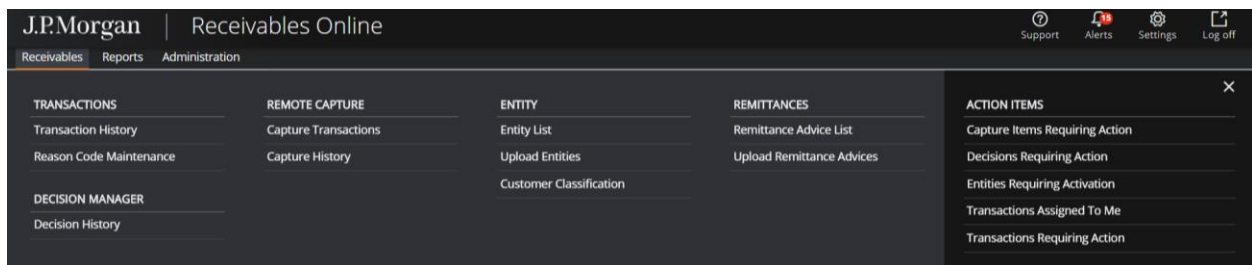 J.P.Morgan | Receivables Online
15
Support Alerts Settings Log off
Receivables Reports Administration
TRANSACTIONS
Transaction History
Reason Code Maintenance
DECISION MANAGER
Decision History
REMOTE CAPTURE
Capture Transactions
Capture History
ENTITY
Entity List
Upload Entities
Customer Classification
REMITTANCES
Remittance Advice List
Upload Remittance Advices
ACTION ITEMS
Capture Items Requiring Action
Decisions Requiring Action
Entities Requiring Activation
Transactions Assigned To Me
Transactions Requiring Action